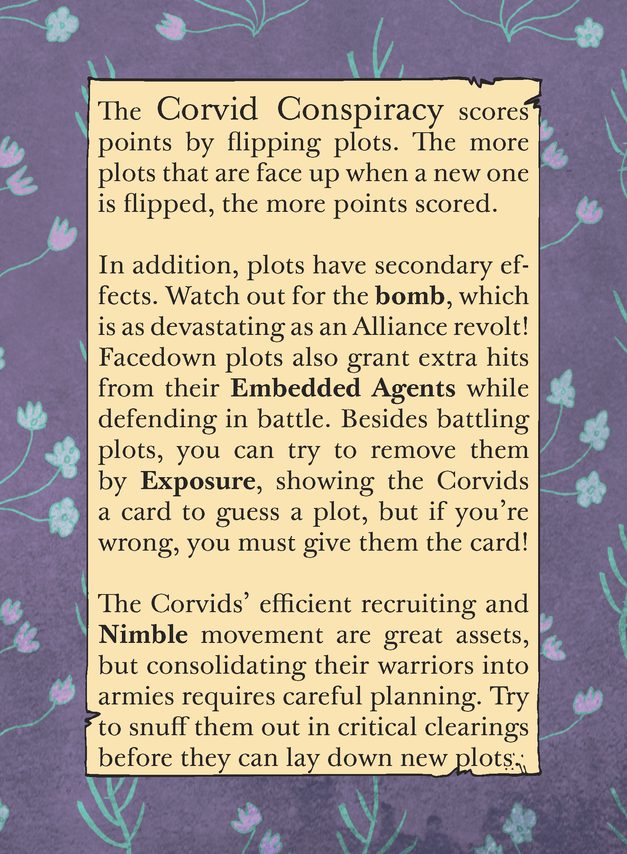 The Corvid Conspiracy scores
points by flipping plots. The more
plots that are face up when a new one
is flipped, the more points scored.
In addition, plots have secondary ef-
fects. Watch out for the bomb, which
is as devastating as an Alliance revolt!
Facedown plots also grant extra hits
from their Embedded Agents while
defending in battle. Besides battling
plots, you can try to remove them
by Exposure, showing the Corvids
a card to guess a plot, but if you’re
wrong, you must give them the card!
The Corvids’ efficient recruiting and
Nimble movement are great assets,
but consolidating their warriors into
armies requires careful planning. Try
to snuff them out in critical clearings
before they can lay down new plots.